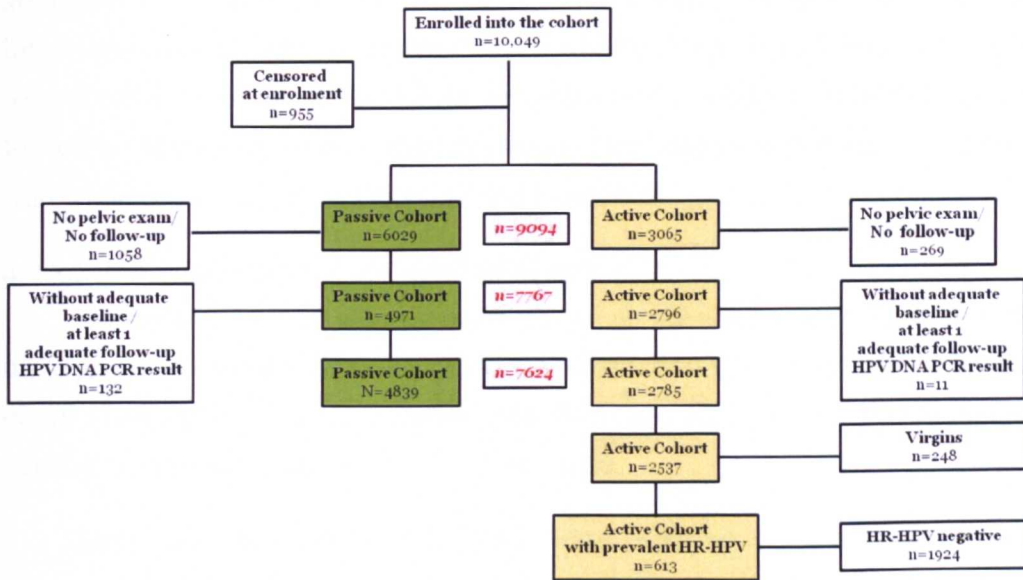 Enrolled into the cohort
n=10,049
Censored
at enrolment
n=955
No pelvic exam/
No follow-up
n=1058
Passive Cohort
n=6029
n=9094
Active Cohort
n=3065
No pelvic exam/
No follow-up
n=269
Without adequate
baseline /
at least 1
adequate follow-up
HPV DNA PCR result
n=132
Passive Cohort
n=4971
n=7767
Active Cohort
n=2796
Without adequate
baseline /
at least 1
adequate follow-up
HPV DNA PCR result
n=11
Passive Cohort
N=4839
n=7624
Active Cohort
n=2785
Active Cohort
n=2537
Virgins
n=248
Active Cohort
with prevalent HR-HPV
n=613
HR-HPV negative
n=1924